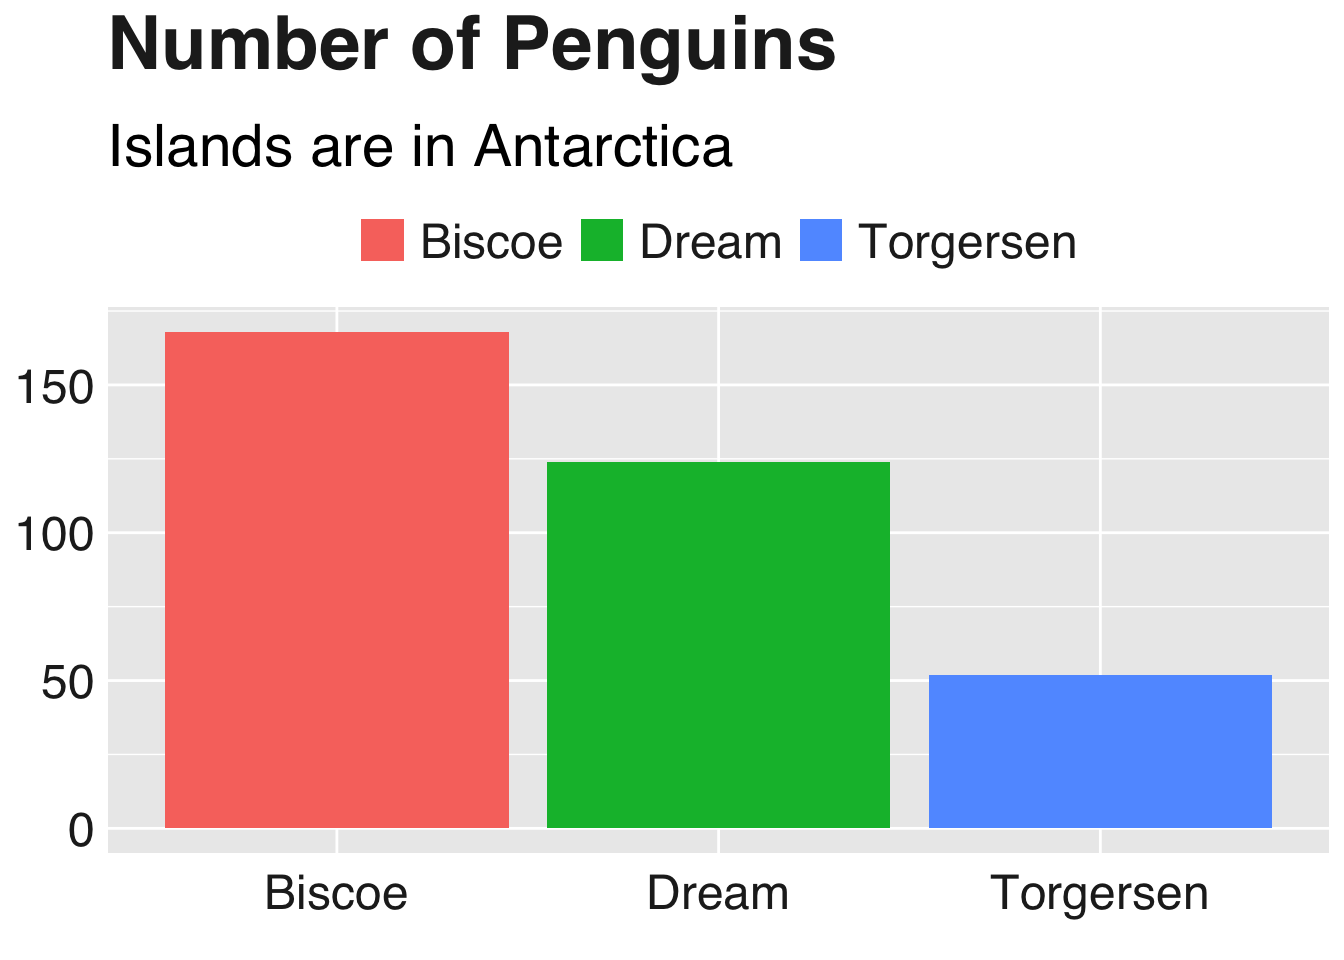 Number of Penguins
Islands are in Antarctica
Biscoe Dream Torgersen
150
100
50
0
Biscoe Dream Torgersen